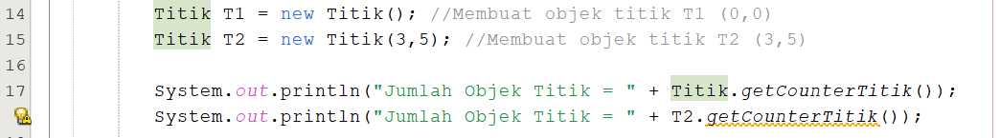 14 Titik T1 = new Titik(); //Membuat objek titik T1 (0,0)
15 Titik T2 = new Titik(3,5); //Membuat objek titik T2 (3,5)
16
17 System.out.println("Jumlah Objek Titik = " + Titik.getCounterTitik());
System.out.println("Jumlah Objek Titik = " + T2.getCounterTitik());